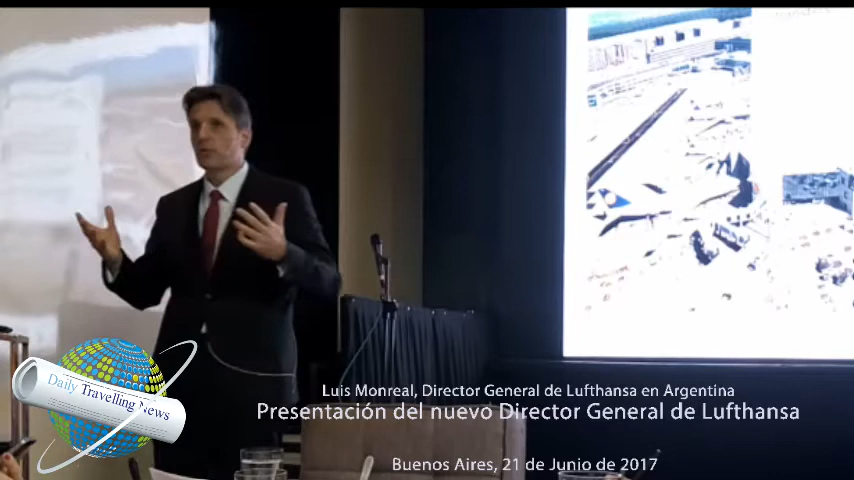 Daily Travelling News
Luis Monreal, Director General de Lufthansa en Argentina
Presentación del nuevo Director General de Lufthansa
Buenos Aires, 21 de Junio de 2017